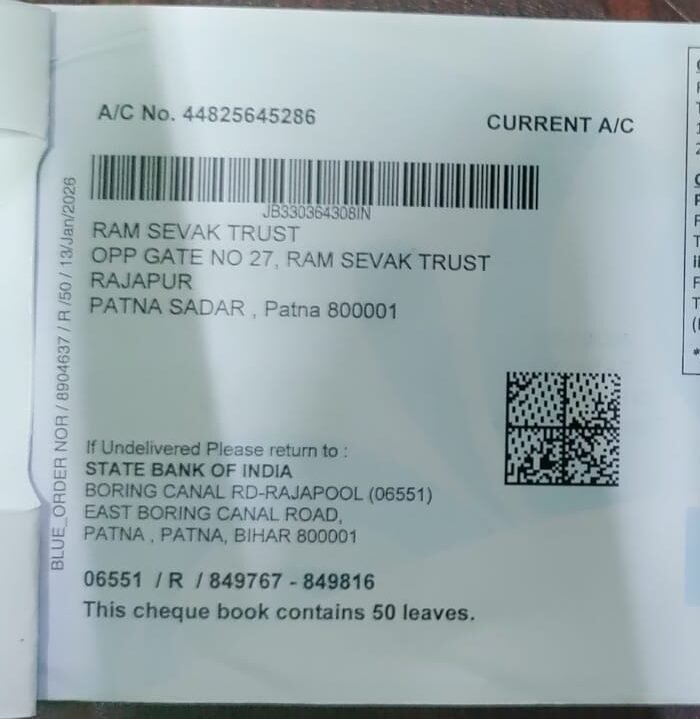 A/C No. 44825645286
CURRENT A/C
JB330364308IN
RAM SEVAK TRUST
OPP GATE NO 27, RAM SEVAK TRUST
RAJAPUR
PATNA SADAR , Patna 800001
BLUE_ORDER NOR / 8904637 / R /50 / 13/Jan/2026
If Undelivered Please return to :
STATE BANK OF INDIA
BORING CANAL RD-RAJAPOOL (06551)
EAST BORING CANAL ROAD,
PATNA , PATNA, BIHAR 800001
06551 / R / 849767 - 849816
This cheque book contains 50 leaves.